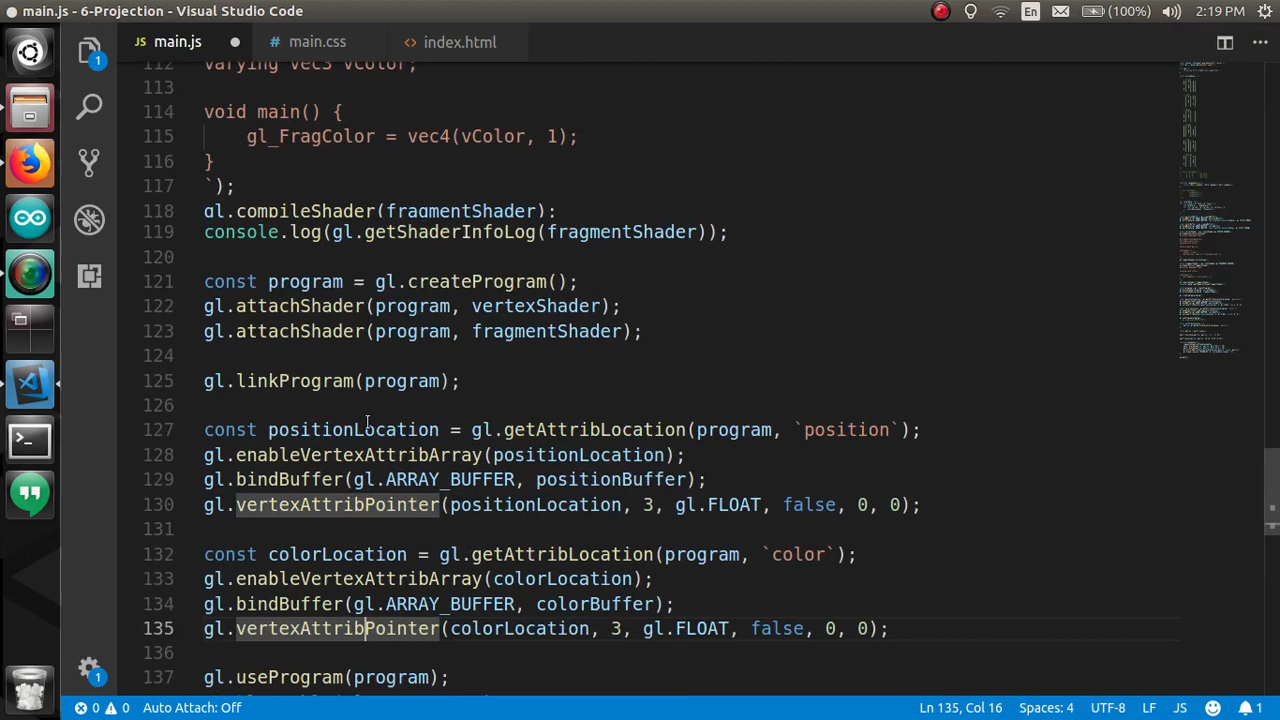 main.js - 6-Projection - Visual Studio Code
En
(100%)
2:19 PM
JS main.js
# main.css
<> index.html
112 varying vec3 vColor;
113
114 void main() {
115 gl_FragColor = vec4(vColor, 1);
116 }
117 `);
118 gl.compileShader(fragmentShader);
119 console.log(gl.getShaderInfoLog(fragmentShader));
120
121 const program = gl.createProgram();
122 gl.attachShader(program, vertexShader);
123 gl.attachShader(program, fragmentShader);
124
125 gl.linkProgram(program);
126
127 const positionLocation = gl.getAttribLocation(program, `position`);
128 gl.enableVertexAttribArray(positionLocation);
129 gl.bindBuffer(gl.ARRAY_BUFFER, positionBuffer);
130 gl.vertexAttribPointer(positionLocation, 3, gl.FLOAT, false, 0, 0);
131
132 const colorLocation = gl.getAttribLocation(program, `color`);
133 gl.enableVertexAttribArray(colorLocation);
134 gl.bindBuffer(gl.ARRAY_BUFFER, colorBuffer);
135 gl.vertexAttribPointer(colorLocation, 3, gl.FLOAT, false, 0, 0);
136
137 gl.useProgram(program);
1
1
0 0 Auto Attach: Off
Ln 135, Col 16
Spaces: 4
UTF-8
LF
JS
1